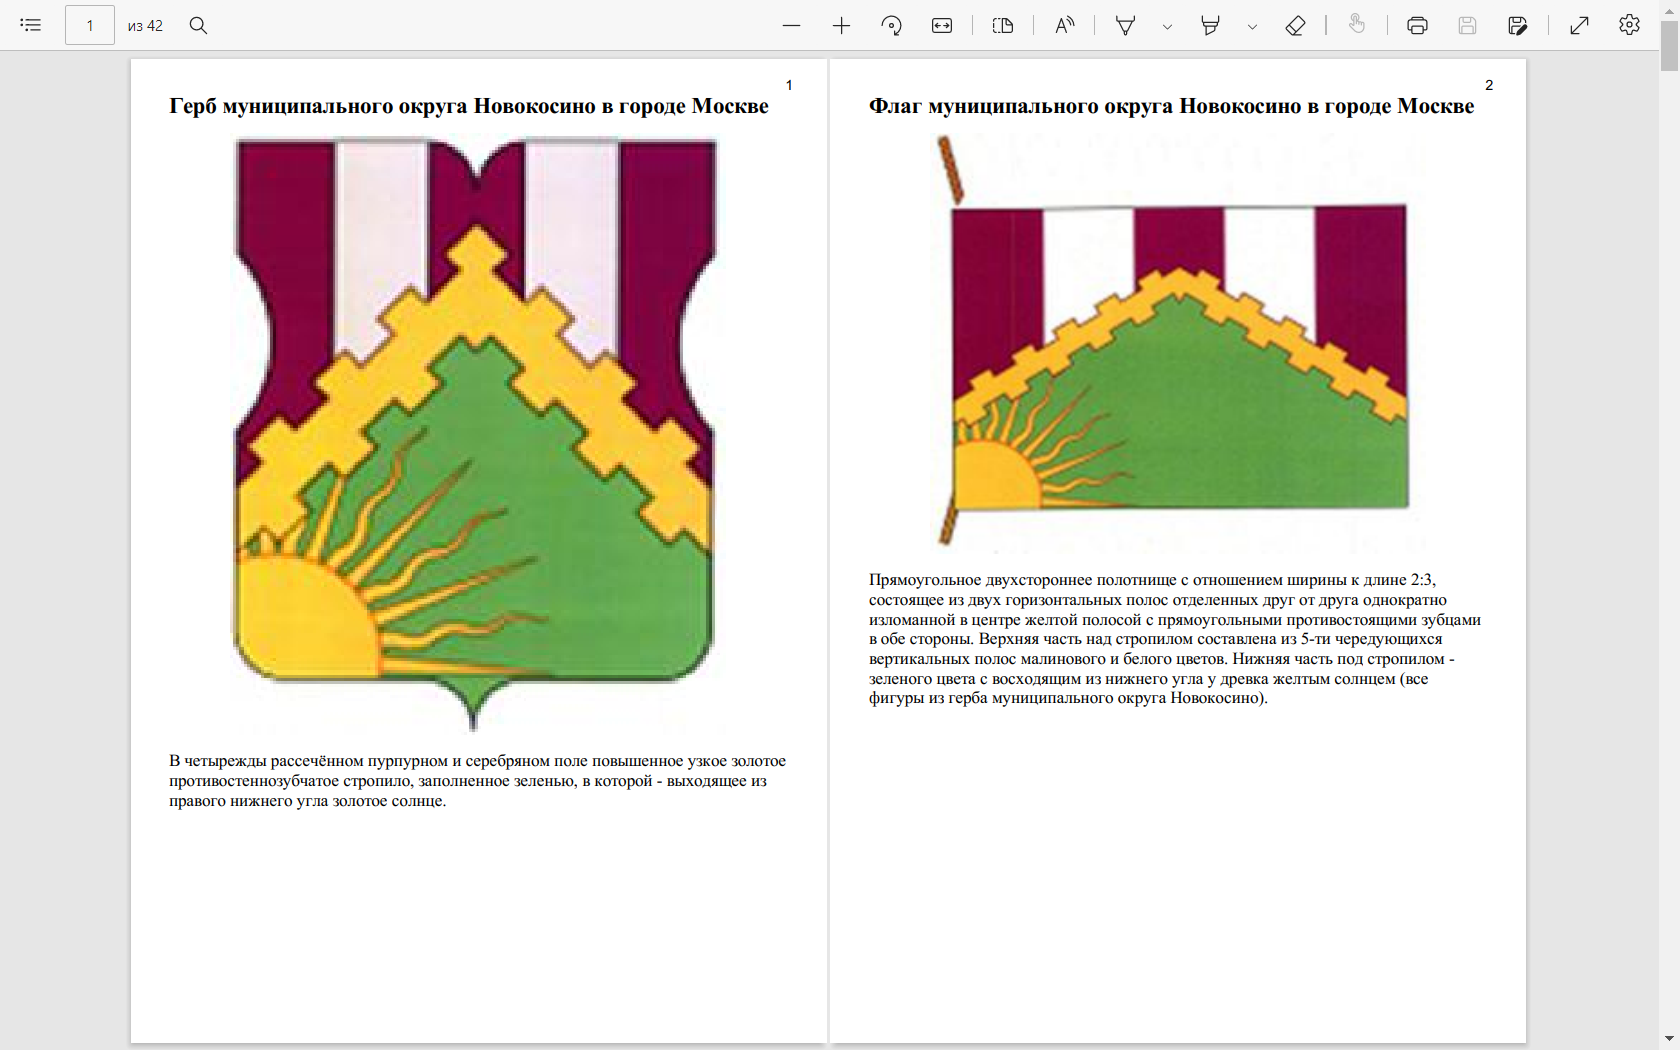 1
из 42
1
Герб муниципального округа Новокосино в городе Москве
В четырежды рассечённом пурпурном и серебряном поле повышенное узкое золотое
противостеннозубчатое стропило, заполненное зеленью, в которой - выходящее из
правого нижнего угла золотое солнце.
2
Флаг муниципального округа Новокосино в городе Москве
Прямоугольное двухстороннее полотнище с отношением ширины к длине 2:3,
состоящее из двух горизонтальных полос отделенных друг от друга однократно
изломанной в центре желтой полосой с прямоугольными противостоящими зубцами
в обе стороны. Верхняя часть над стропилом составлена из 5-ти чередующихся
вертикальных полос малинового и белого цветов. Нижняя часть под стропилом -
зеленого цвета с восходящим из нижнего угла у древка желтым солнцем (все
фигуры из герба муниципального округа Новокосино).